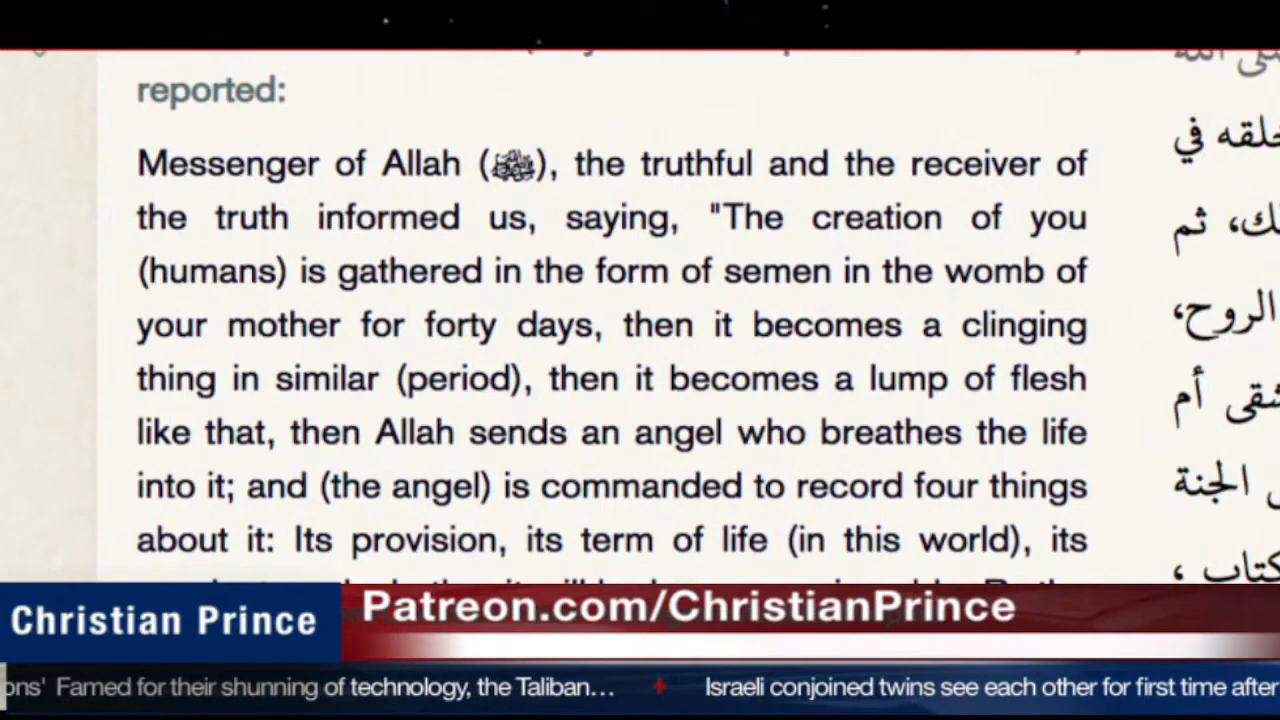 reported:
Messenger of Allah (ﷺ), the truthful and the receiver of
the truth informed us, saying, "The creation of you
(humans) is gathered in the form of semen in the womb of
your mother for forty days, then it becomes a clinging
thing in similar (period), then it becomes a lump of flesh
like that, then Allah sends an angel who breathes the life
into it; and (the angel) is commanded to record four things
about it: Its provision, its term of life (in this world), its
في
ثم
الروح،
أم
الجنة
Christian Prince
Patreon.com/ChristianPrince
ons' Famed for their shunning of technology, the Taliban...
Israeli conjoined twins see each other for first time after